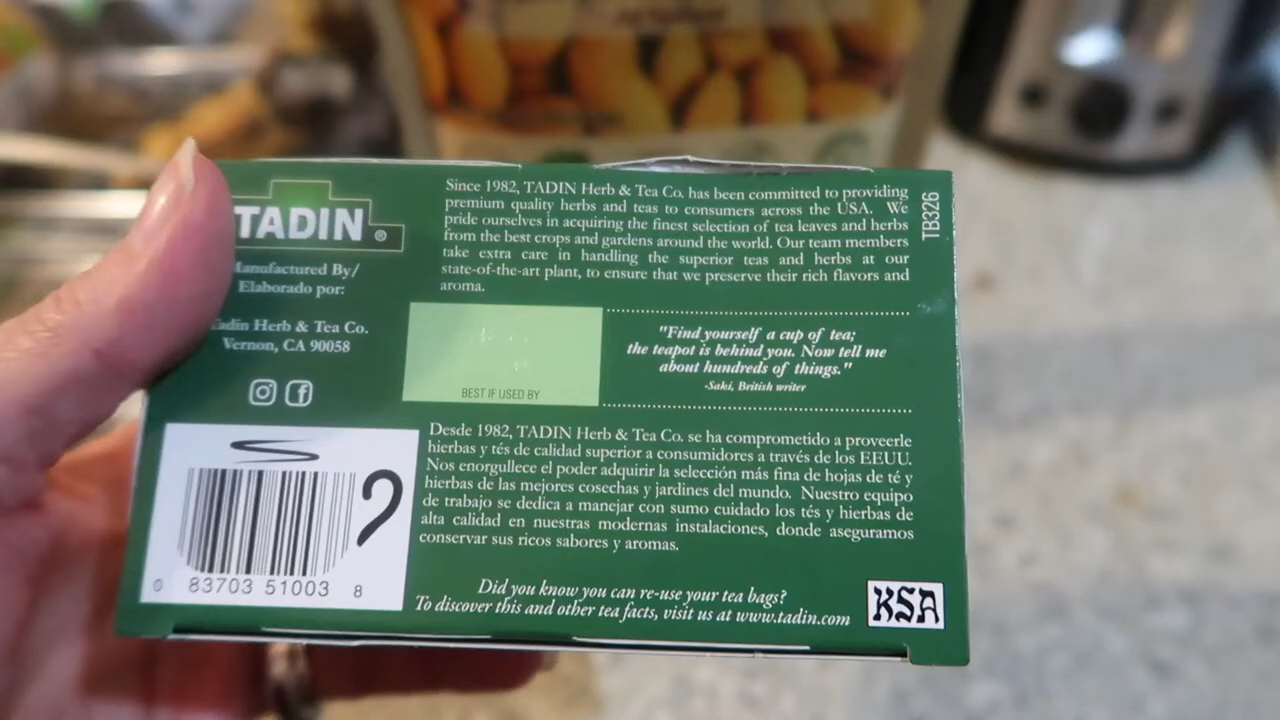 TADIN ®
Manufactured By/
Elaborado por:
Tadin Herb & Tea Co.
Vernon, CA 90058
Since 1982, TADIN Herb & Tea Co. has been committed to providing
premium quality herbs and teas to consumers across the USA. We
pride ourselves in acquiring the finest selection of tea leaves and herbs
from the best crops and gardens around the world. Our team members
take extra care in handling the superior teas and herbs at our
state-of-the-art plant, to ensure that we preserve their rich flavors and
aroma.
TB326
BEST IF USED BY
"Find yourself a cup of tea;
the teapot is behind you. Now tell me
about hundreds of things."
-Saki, British writer
Desde 1982, TADIN Herb & Tea Co. se ha comprometido a proveerle
hierbas y tés de calidad superior a consumidores a través de los EEUU.
Nos enorgullece el poder adquirir la selección más fina de hojas de té y
hierbas de las mejores cosechas y jardines del mundo. Nuestro equipo
de trabajo se dedica a manejar con sumo cuidado los tés y hierbas de
alta calidad en nuestras modernas instalaciones, donde aseguramos
conservar sus ricos sabores y aromas.
0 83703 51003 8
Did you know you can re-use your tea bags?
To discover this and other tea facts, visit us at www.tadin.com
KSA